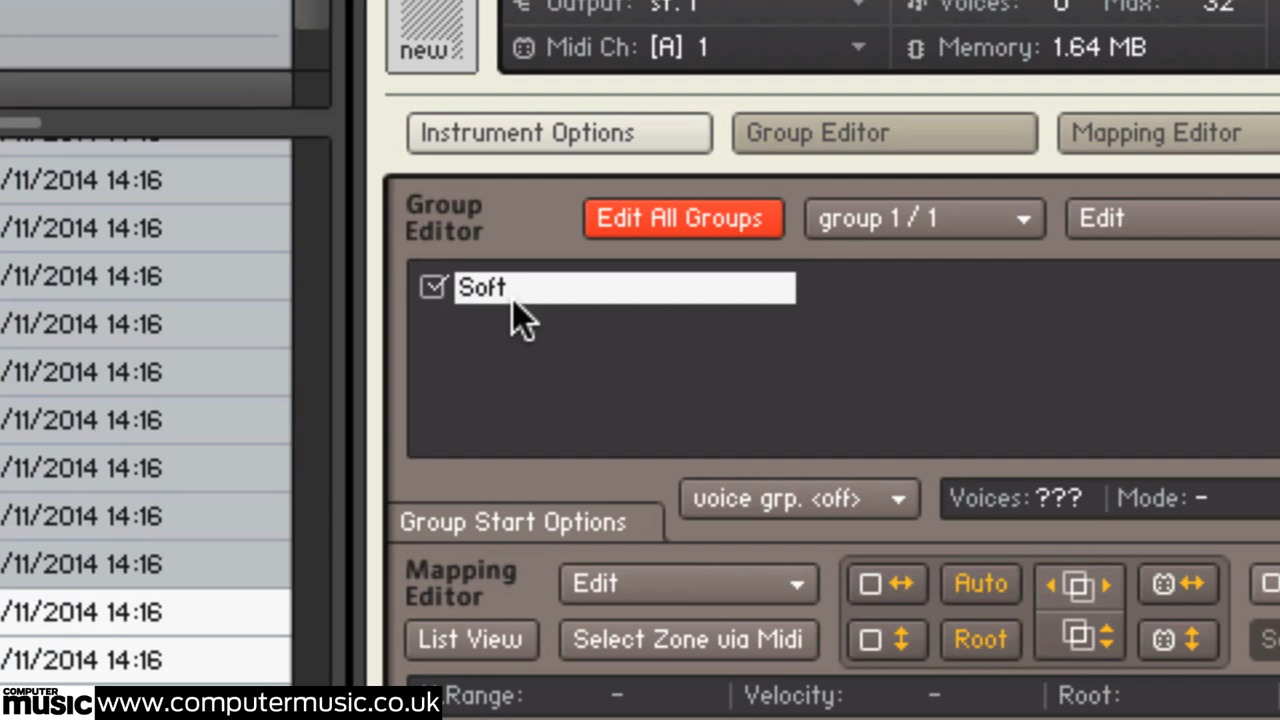 Output: st. 1
Voices: 0 Max: 32
new
Midi Ch: [A] 1
Memory: 1.64 MB
Instrument Options
Group Editor
Mapping Editor
/11/2014 14:16
/11/2014 14:16
/11/2014 14:16
/11/2014 14:16
/11/2014 14:16
/11/2014 14:16
/11/2014 14:16
/11/2014 14:16
/11/2014 14:16
/11/2014 14:16
/11/2014 14:16
Group
Editor
Edit All Groups
group 1 / 1
Edit
Soft
voice grp. <off>
Voices: ???
Mode: -
Group Start Options
Mapping
Editor
Edit
Auto
List View
Select Zone via Midi
Root
Range: -
Velocity: -
Root:
COMPUTER
music
www.computermusic.co.uk